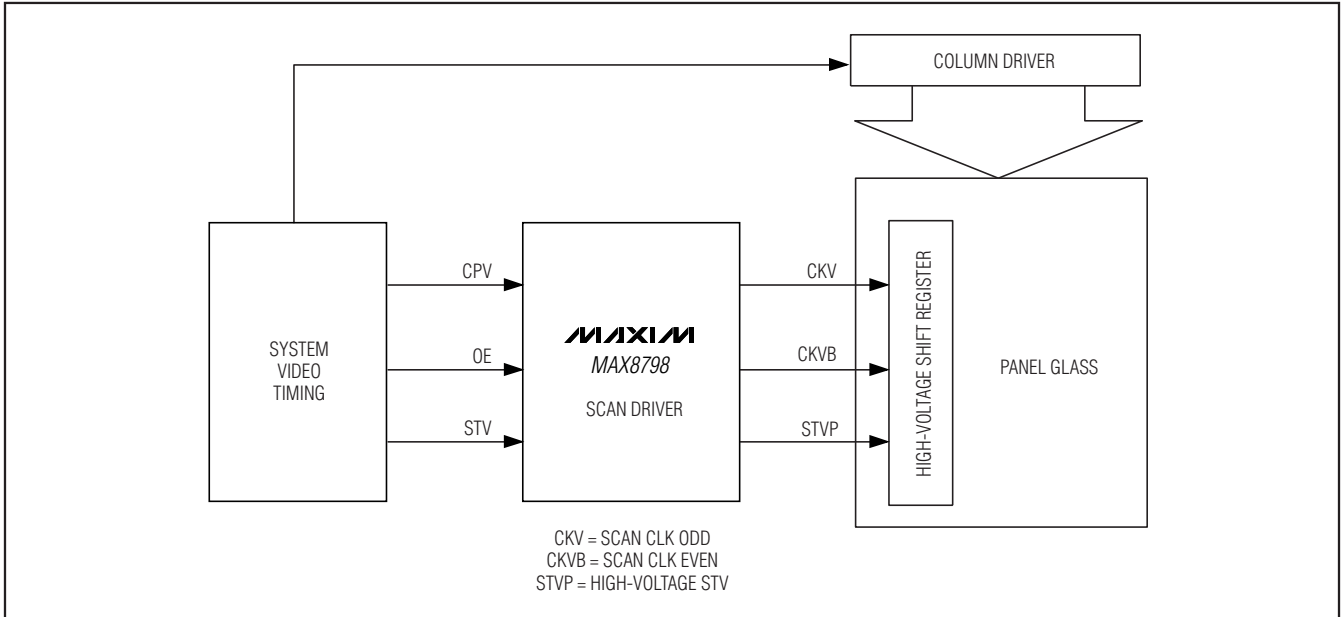 COLUMN DRIVER
SYSTEM
VIDEO
TIMING
CPV
OE
STV
MAXIM
MAX8798
SCAN DRIVER
CKV
CKVB
STVP
HIGH-VOLTAGE SHIFT REGISTER
PANEL GLASS
CKV = SCAN CLK ODD
CKVB = SCAN CLK EVEN
STVP = HIGH-VOLTAGE STV